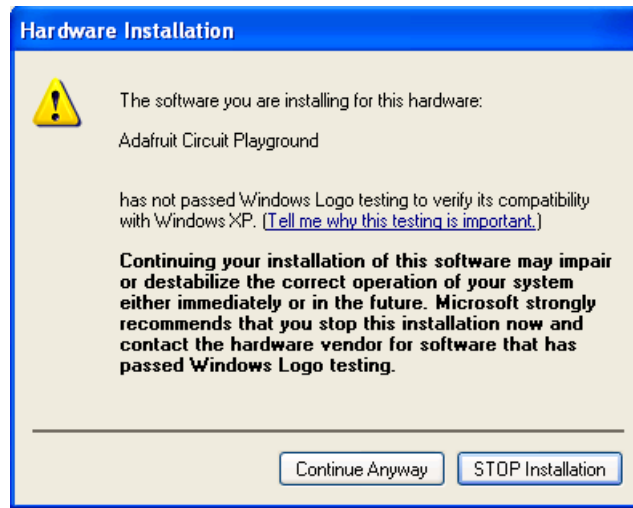 Hardware Installation
The software you are installing for this hardware:
Adafruit Circuit Playground
has not passed Windows Logo testing to verify its compatibility
with Windows XP. (Tell me why this testing is important.)
Continuing your installation of this software may impair
or destabilize the correct operation of your system
either immediately or in the future. Microsoft strongly
recommends that you stop this installation now and
contact the hardware vendor for software that has
passed Windows Logo testing.
Continue Anyway
STOP Installation